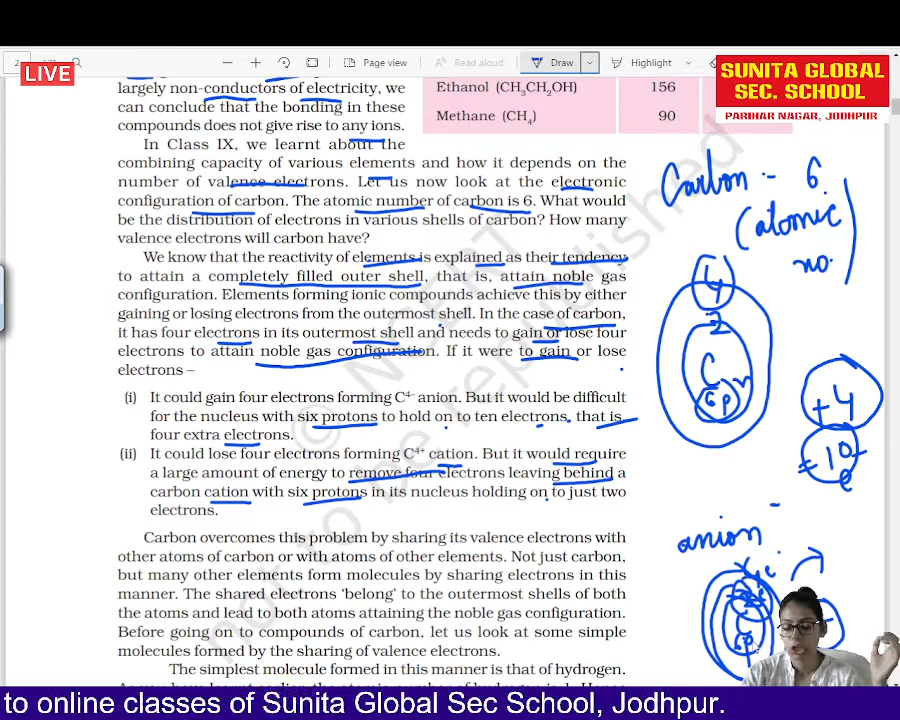 2
Page view
Read aloud
Draw
Highlight
LIVE
SUNITA GLOBAL
SEC. SCHOOL
PARIHAR NAGAR, JODHPUR
largely non-conductors of electricity, we
can conclude that the bonding in these
compounds does not give rise to any ions.
Ethanol (CH3CH2OH) 156
Methane (CH4) 90
In Class IX, we learnt about the
combining capacity of various elements and how it depends on the
number of valence electrons. Let us now look at the electronic
configuration of carbon. The atomic number of carbon is 6. What would
be the distribution of electrons in various shells of carbon? How many
valence electrons will carbon have?
We know that the reactivity of elements is explained as their tendency
to attain a completely filled outer shell, that is, attain noble gas
configuration. Elements forming ionic compounds achieve this by either
gaining or losing electrons from the outermost shell. In the case of carbon,
it has four electrons in its outermost shell and needs to gain or lose four
electrons to attain noble gas configuration. If it were to gain or lose
electrons –
(i) It could gain four electrons forming C4– anion. But it would be difficult
for the nucleus with six protons to hold on to ten electrons, that is,
four extra electrons.
(ii) It could lose four electrons forming C4+ cation. But it would require
a large amount of energy to remove four electrons leaving behind a
carbon cation with six protons in its nucleus holding on to just two
electrons.
Carbon overcomes this problem by sharing its valence electrons with
other atoms of carbon or with atoms of other elements. Not just carbon,
but many other elements form molecules by sharing electrons in this
manner. The shared electrons 'belong' to the outermost shells of both
the atoms and lead to both atoms attaining the noble gas configuration.
Before going on to compounds of carbon, let us look at some simple
molecules formed by the sharing of valence electrons.
The simplest molecule formed in this manner is that of hydrogen.
© NCERT
not to be republished
Carbon - 6
(atomic
no.)
4
2
C
6p
+4
= 10
e
anion
to online classes of Sunita Global Sec School, Jodhpur.